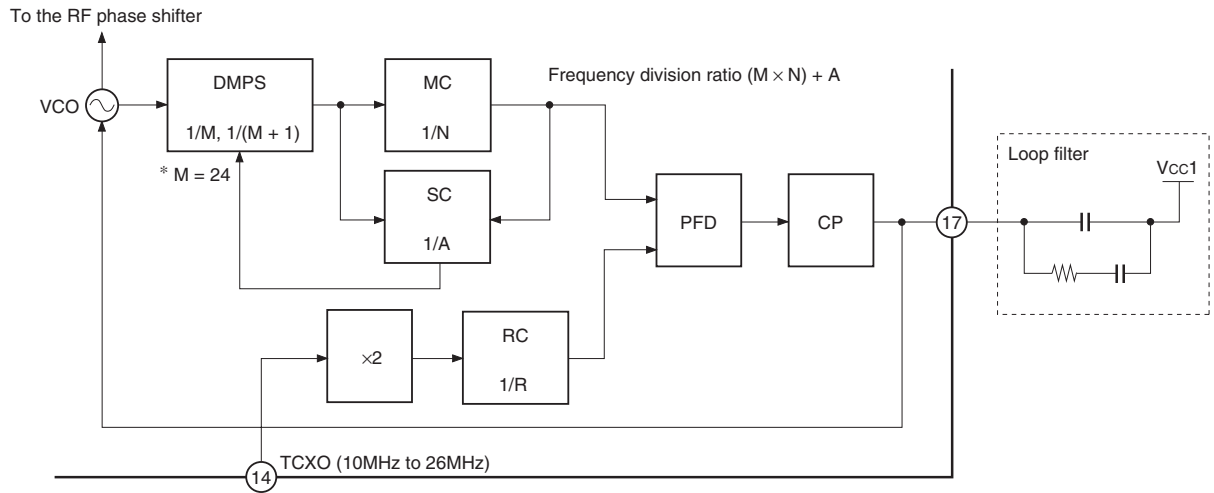 To the RF phase shifter
VCO
DMPS
1/M, 1/(M + 1)
* M = 24
MC
1/N
Frequency division ratio (M × N) + A
SC
1/A
PFD
CP
17
Loop filter
VCC1
×2
RC
1/R
TCXO (10MHz to 26MHz)
14